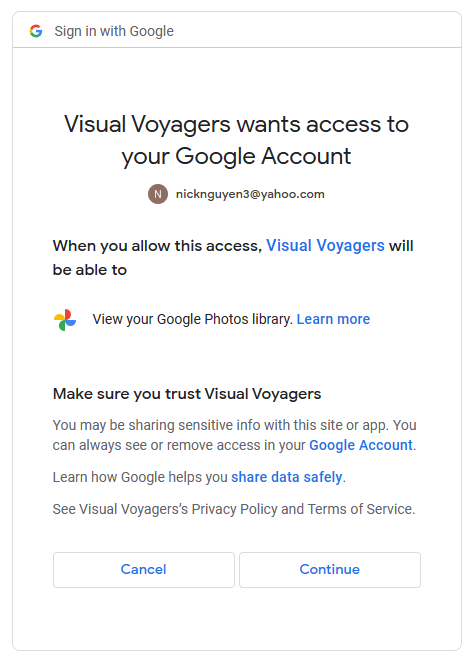 Sign in with Google
Visual Voyagers wants access to
your Google Account
N nicknguyen3@yahoo.com
When you allow this access, Visual Voyagers will
be able to
View your Google Photos library. Learn more
Make sure you trust Visual Voyagers
You may be sharing sensitive info with this site or app. You
can always see or remove access in your Google Account.
Learn how Google helps you share data safely.
See Visual Voyagers's Privacy Policy and Terms of Service.
Cancel Continue